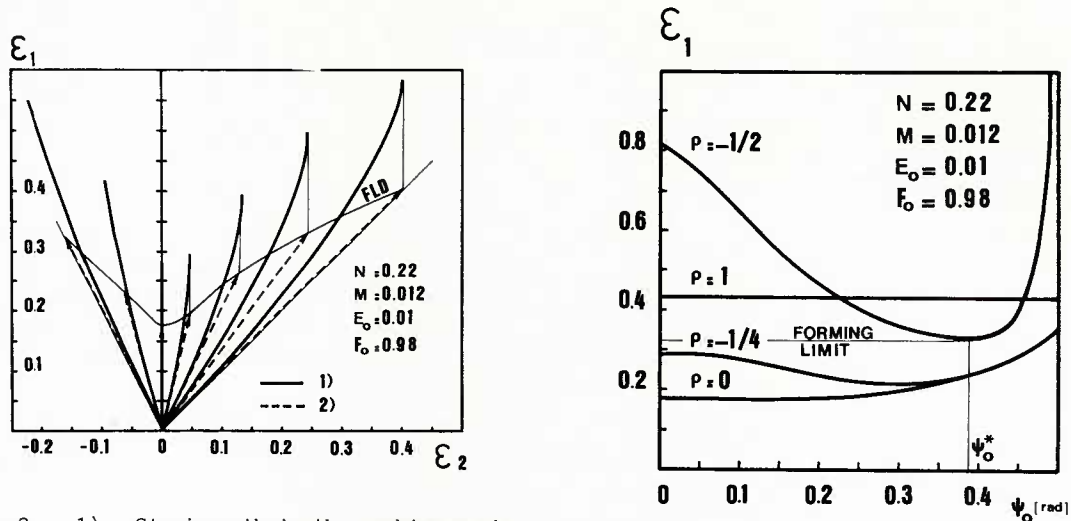 ε₁
0.4
0.3
0.2
0.1
-0.2
-0.1
0
0.1
0.2
0.3
0.4
ε₂
FLD
N =0.22
M =0.012
E₀ =0.01
F₀ =0.98
1)
2)
ε₁
0.8
0.6
0.4
0.2
0
0.2
0.4
ψ₀ [rad]
N = 0.22
M = 0.012
E₀ = 0.01
F₀ = 0.98
ρ=-1/2
ρ=1
ρ=-1/4
ρ=0
FORMING
LIMIT
ψ₀*
1)